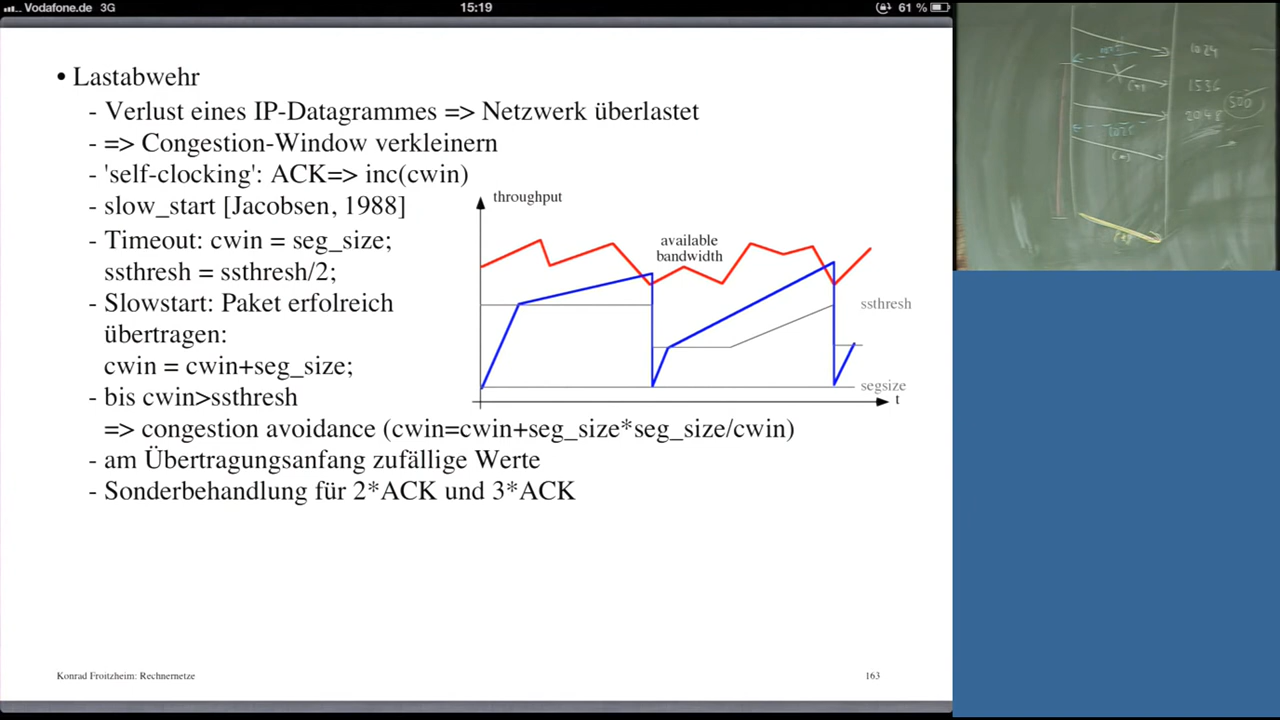 Vodafone.de 3G
15:19
61 %
• Lastabwehr
- Verlust eines IP-Datagrammes => Netzwerk überlastet
- => Congestion-Window verkleinern
- 'self-clocking': ACK=> inc(cwin)
- slow_start [Jacobsen, 1988]
- Timeout: cwin = seg_size;
ssthresh = ssthresh/2;
- Slowstart: Paket erfolreich
übertragen:
cwin = cwin+seg_size;
- bis cwin>ssthresh
=> congestion avoidance (cwin=cwin+seg_size*seg_size/cwin)
- am Übertragungsanfang zufällige Werte
- Sonderbehandlung für 2*ACK und 3*ACK
throughput
available
bandwidth
ssthresh
segsize
t
Konrad Froitzheim: Rechnernetze
163
1024
1536
2048
500